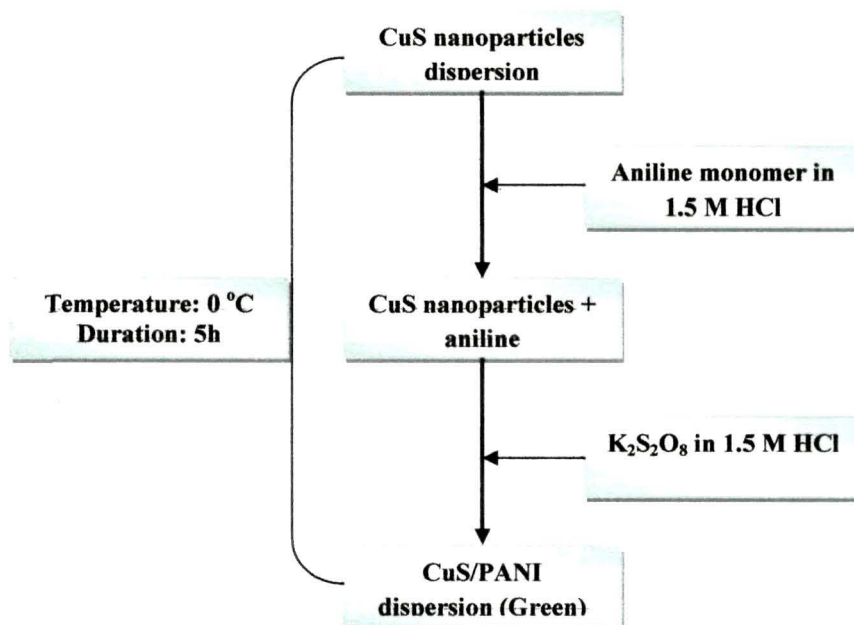 CuS nanoparticles
dispersion
Aniline monomer in
1.5 M HCl
Temperature: 0 °C
Duration: 5h
CuS nanoparticles +
aniline
K₂S₂O₈ in 1.5 M HCl
CuS/PANI
dispersion (Green)